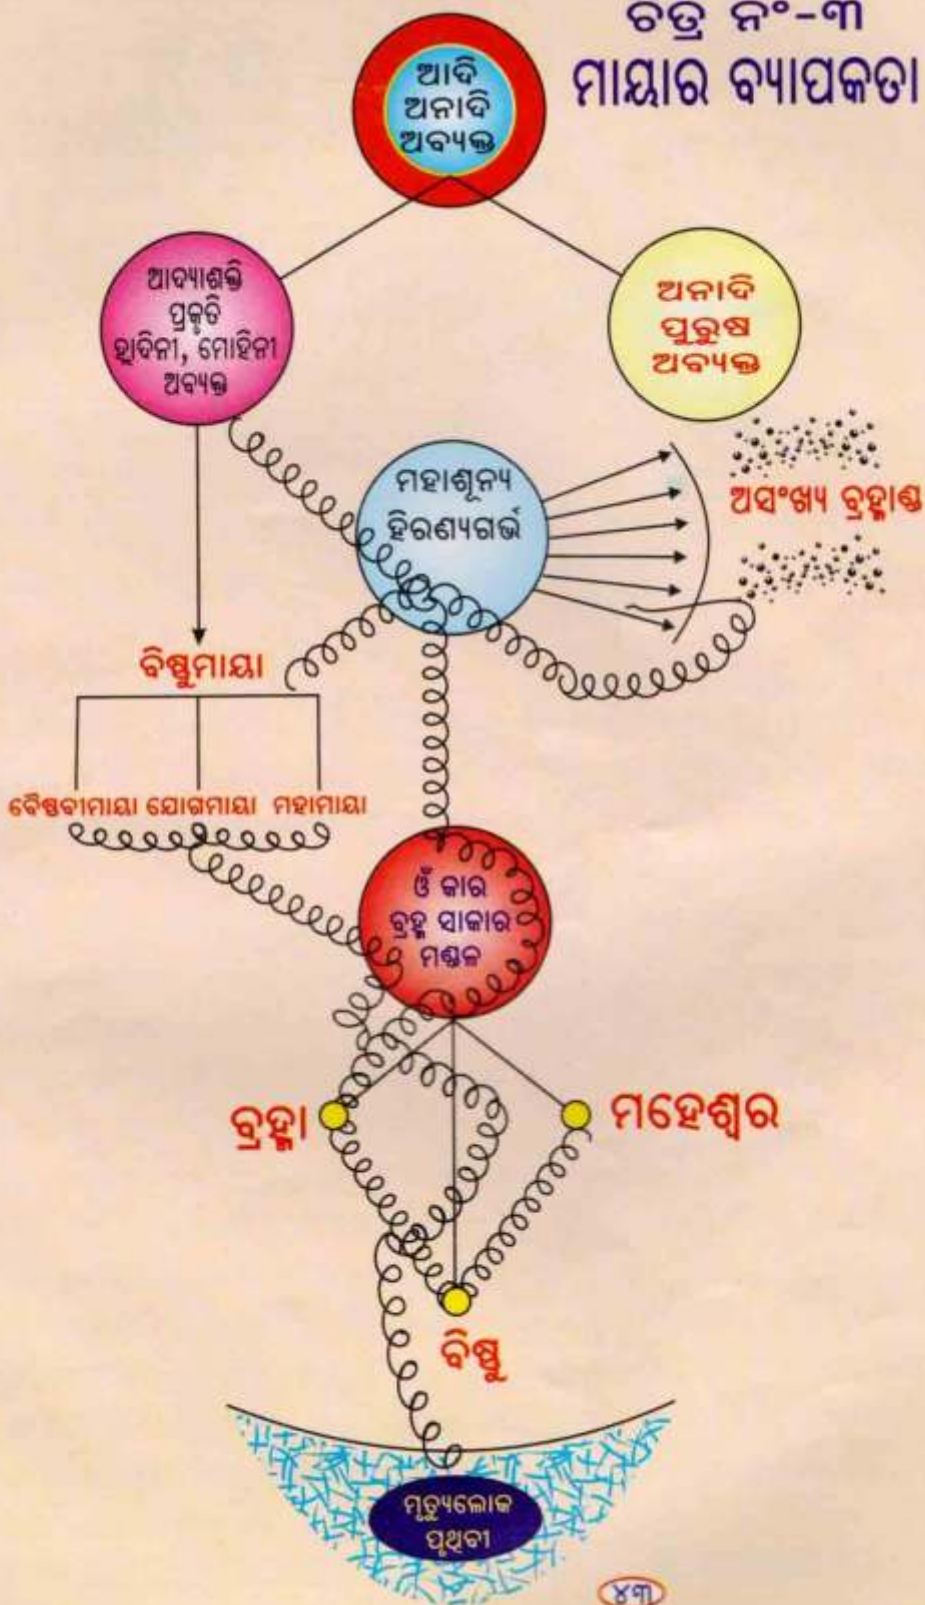 ଚିତ୍ର ନଂ-୩
ମାୟାର ବ୍ୟାପକତା
ଆଦି
ଅନାଦି
ଅବ୍ୟକ୍ତ
ଆଦ୍ୟାଶକ୍ତି
ପ୍ରକୃତି
ହ୍ଲାଦିନୀ, ମୋହିନୀ
ଅବ୍ୟକ୍ତ
ଅନାଦି
ପୁରୁଷ
ଅବ୍ୟକ୍ତ
ମହାଶୂନ୍ୟ
ହିରଣ୍ୟଗର୍ଭ
ଅସଂଖ୍ୟ ବ୍ରହ୍ମାଣ୍ଡ
ବିଷ୍ଣୁମାୟା
ବୈଷ୍ଣବୀମାୟା ଯୋଗମାୟା ମହାମାୟା
ଓଁ କାର
ବ୍ରହ୍ମ ସାକାର
ମଣ୍ଡଳ
ବ୍ରହ୍ମା
ମହେଶ୍ୱର
ବିଷ୍ଣୁ
ମୃତ୍ୟୁଲୋକ
ପୃଥିବୀ
୪୩